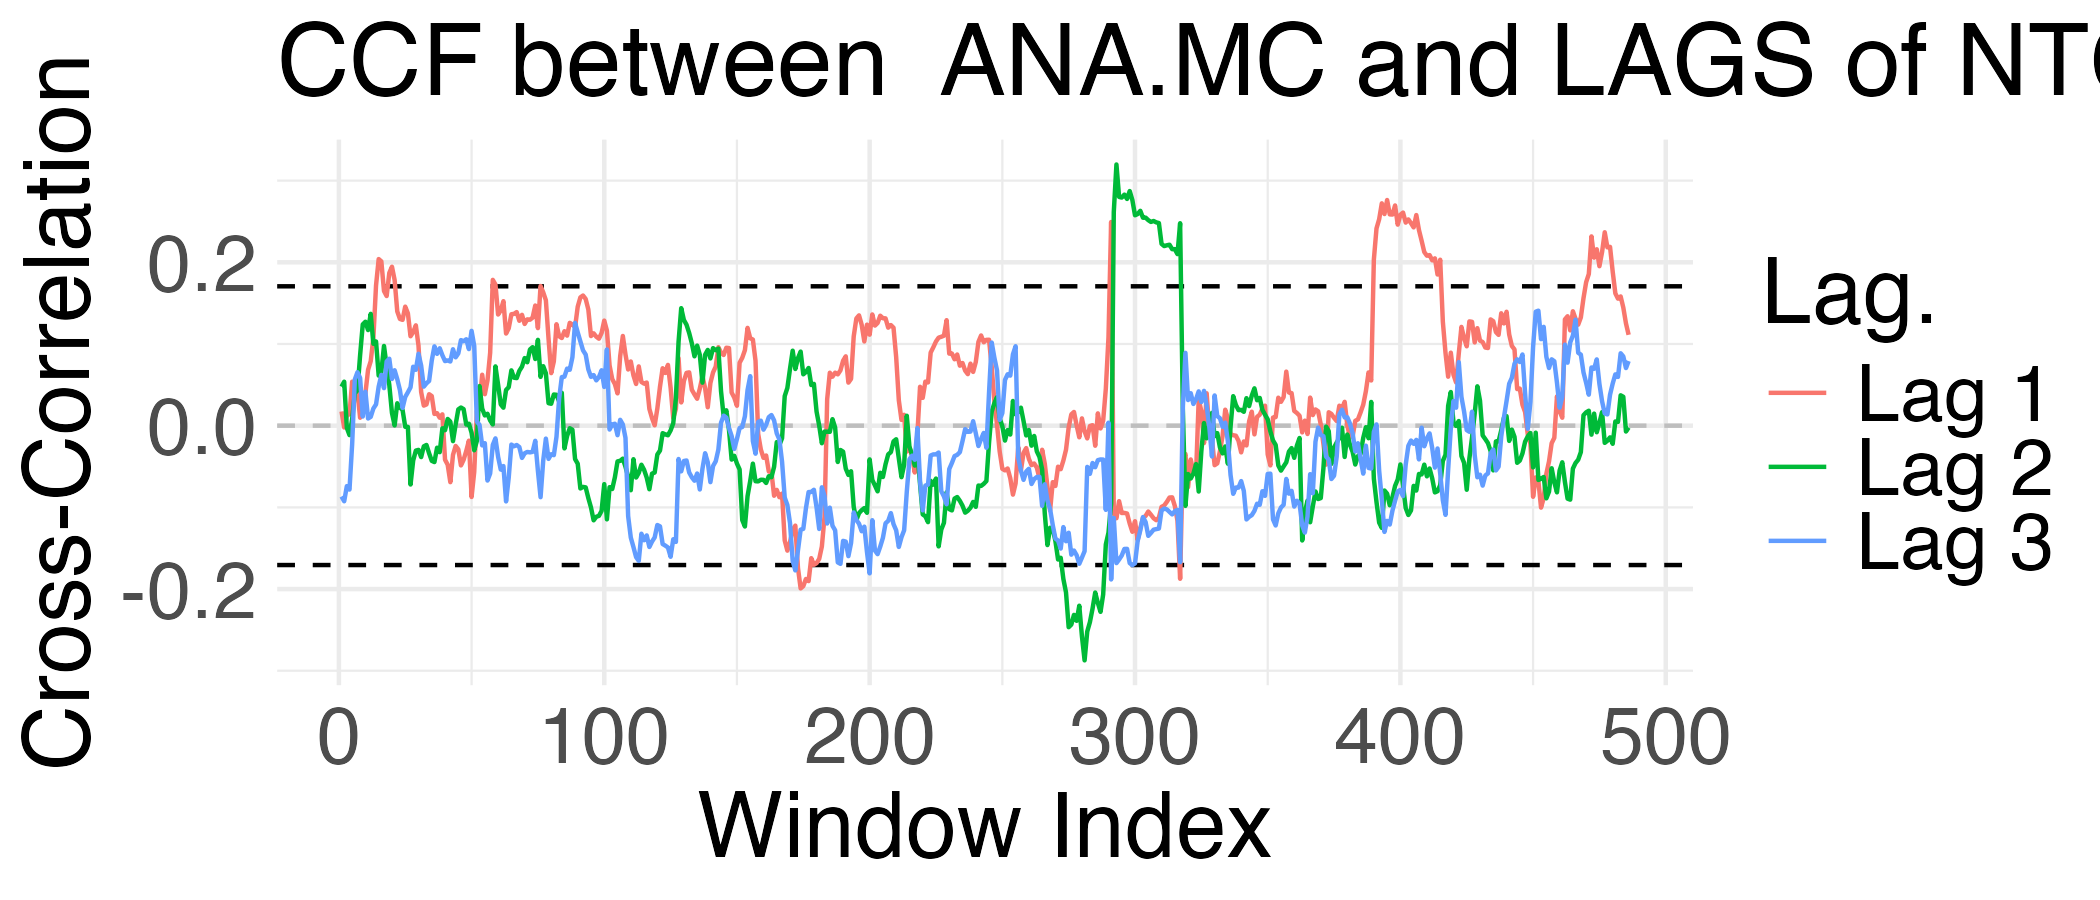 CCF between  ANA.MC and LAGS of
Cross-Correlation
0.2
0.0
-0.2
0
100
200
300
400
500
Window Index
Lag.
Lag 1
Lag 2
Lag 3